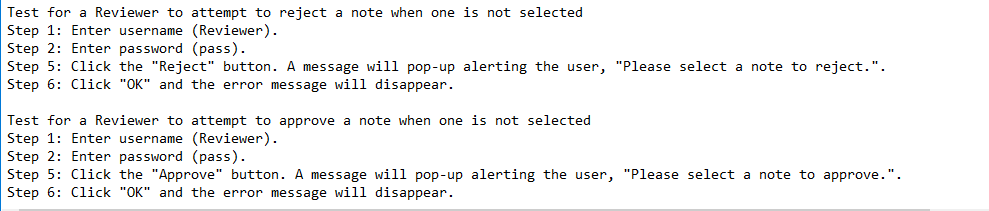 Test for a Reviewer to attempt to reject a note when one is not selected
Step 1: Enter username (Reviewer).
Step 2: Enter password (pass).
Step 5: Click the "Reject" button. A message will pop-up alerting the user, "Please select a note to reject.".
Step 6: Click "OK" and the error message will disappear.

Test for a Reviewer to attempt to approve a note when one is not selected
Step 1: Enter username (Reviewer).
Step 2: Enter password (pass).
Step 5: Click the "Approve" button. A message will pop-up alerting the user, "Please select a note to approve.".
Step 6: Click "OK" and the error message will disappear.